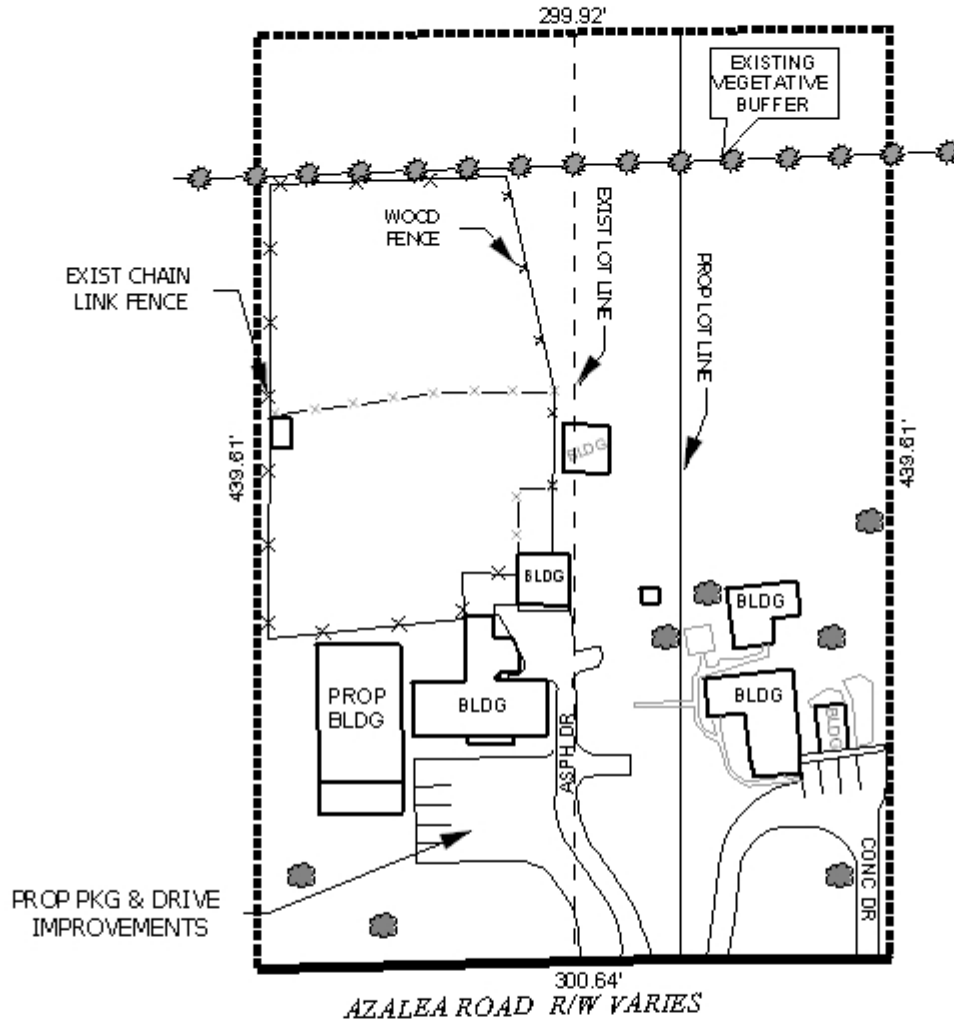 299.92'
EXISTING
VEGETATIVE
BUFFER
WOOD
FENCE
EXIST LOT LINE
EXIST CHAIN
LINK FENCE
PROP LOT LINE
439.61'
439.61'
BLDG
BLDG
BLDG
PROP
BLDG
BLDG
BLDG
BLDG
ASPH DR
CONC DR
PROP PKG & DRIVE
IMPROVEMENTS
300.64'
AZALEA ROAD R/W VARIES